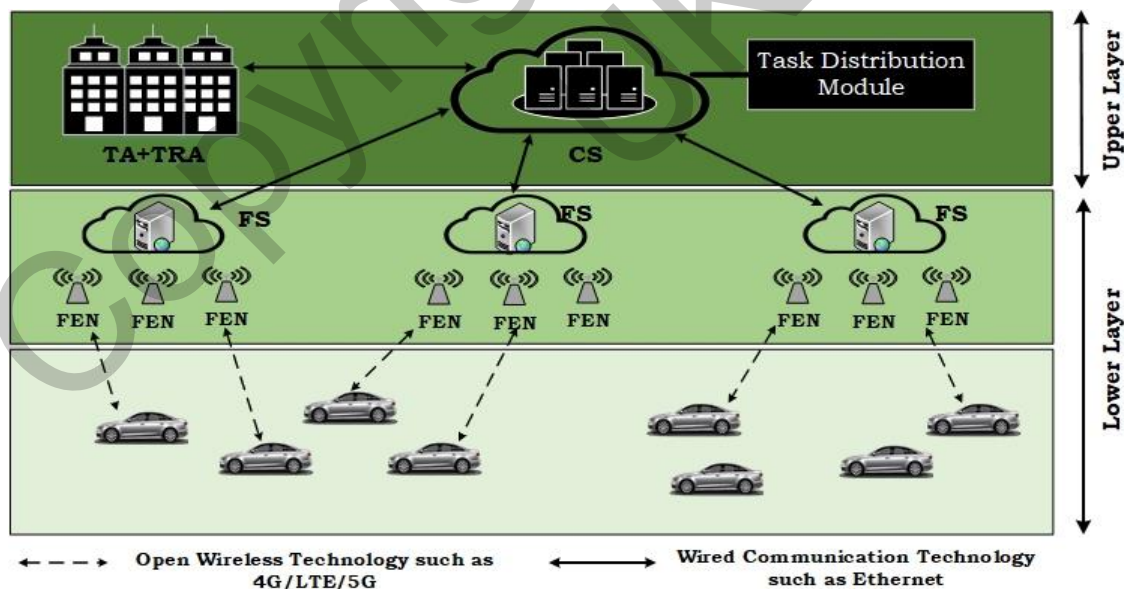 Task Distribution
Module
TA+TRA
CS
Upper Layer
FS
FS
FS
FEN
FEN
FEN
FEN
FEN
FEN
FEN
FEN
FEN
Lower Layer
Open Wireless Technology such as
4G/LTE/5G
Wired Communication Technology
such as Ethernet